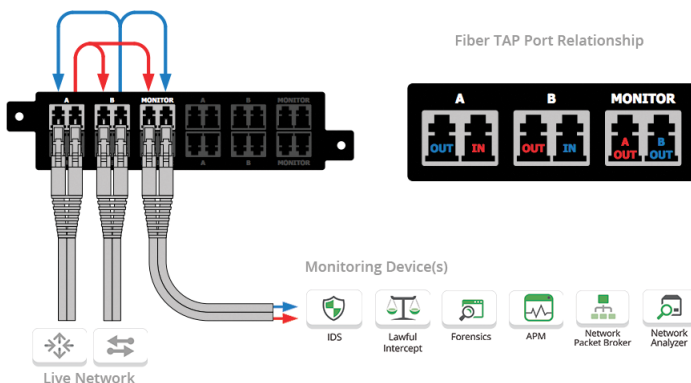 Fiber TAP Port Relationship
A B MONITOR
OUT IN OUT IN A OUT B OUT
A B MONITOR A B MONITOR
A B MONITOR
Monitoring Device(s)
IDS
Lawful
Intercept
Forensics
APM
Network
Packet Broker
Network
Analyzer
Live Network